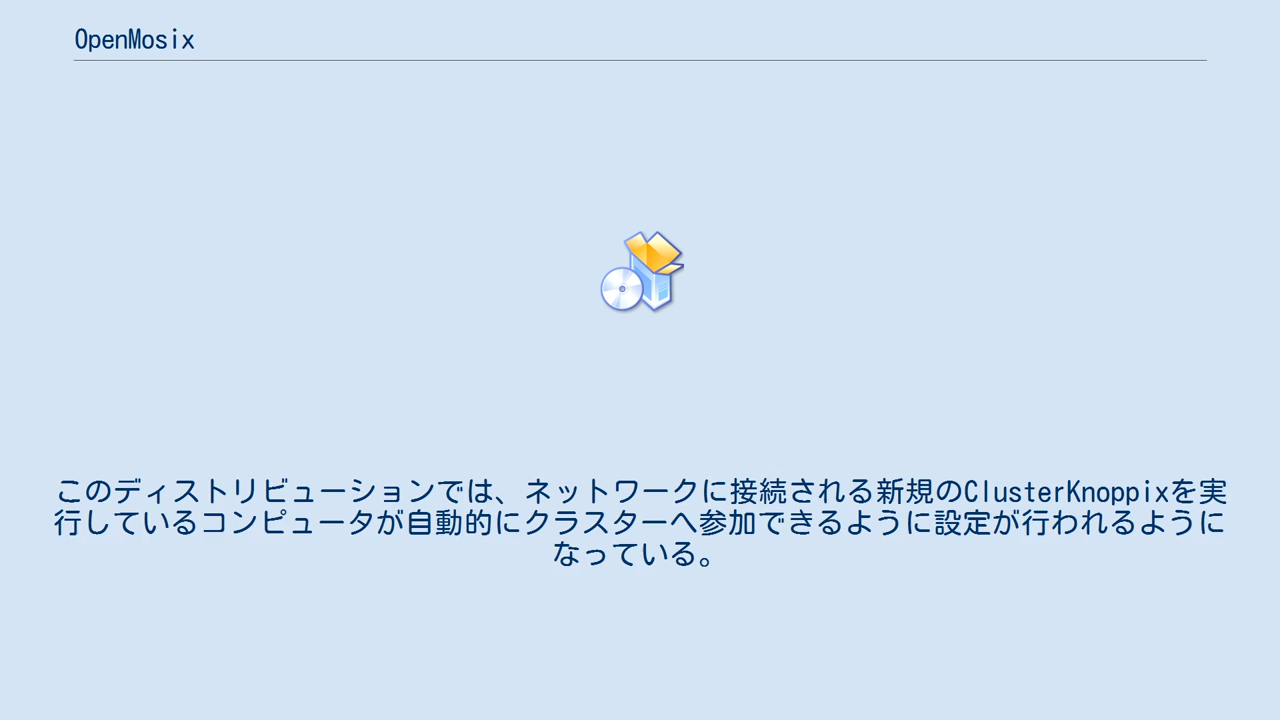 OpenMosix
このディストリビューションでは、ネットワークに接続される新規のClusterKnoppixを実
行しているコンピュータが自動的にクラスターへ参加できるように設定が行われるように
なっている。